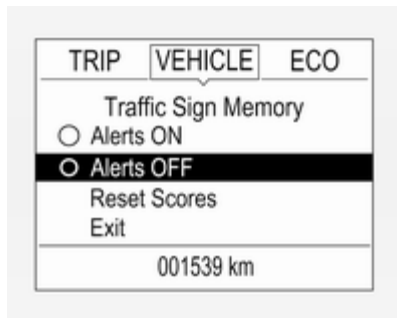 TRIP VEHICLE ECO
Traffic Sign Memory
Alerts ON
Alerts OFF
Reset Scores
Exit
001539 km